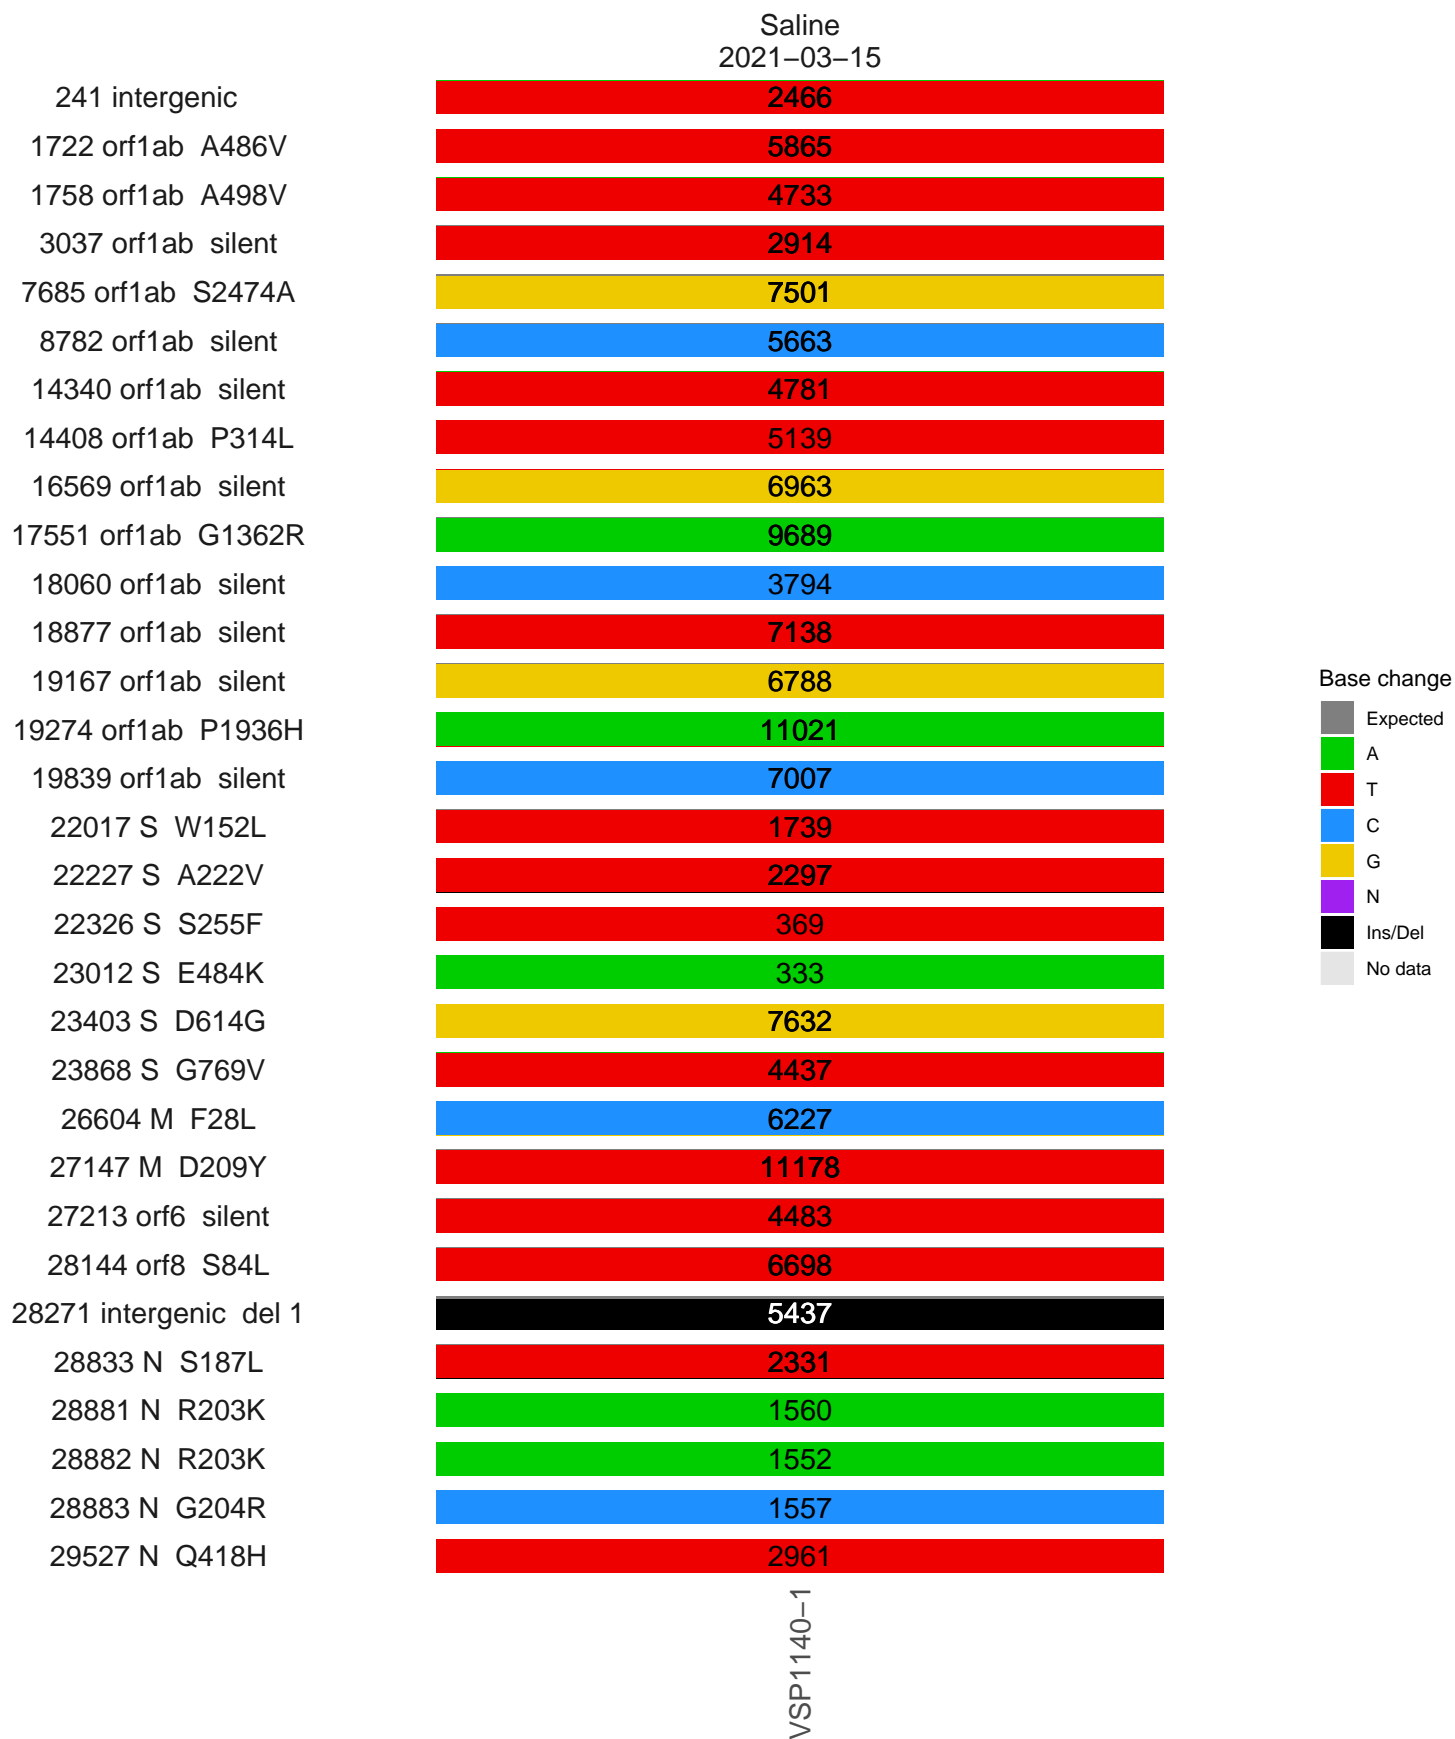 Saline
2021−03−15
241 intergenic 2466
1722 orf1ab A486V 5865
1758 orf1ab A498V 4733
3037 orf1ab silent 2914
7685 orf1ab S2474A 7501
8782 orf1ab silent 5663
14340 orf1ab silent 4781
14408 orf1ab P314L 5139
16569 orf1ab silent 6963
17551 orf1ab G1362R 9689
18060 orf1ab silent 3794
18877 orf1ab silent 7138
19167 orf1ab silent 6788
19274 orf1ab P1936H 11021
19839 orf1ab silent 7007
22017 S W152L 1739
22227 S A222V 2297
22326 S S255F 369
23012 S E484K 333
23403 S D614G 7632
23868 S G769V 4437
26604 M F28L 6227
27147 M D209Y 11178
27213 orf6 silent 4483
28144 orf8 S84L 6698
28271 intergenic del 1 5437
28833 N S187L 2331
28881 N R203K 1560
28882 N R203K 1552
28883 N G204R 1557
29527 N Q418H 2961
VSP1140−1
Base change
Expected
A
T
C
G
N
Ins/Del
No data